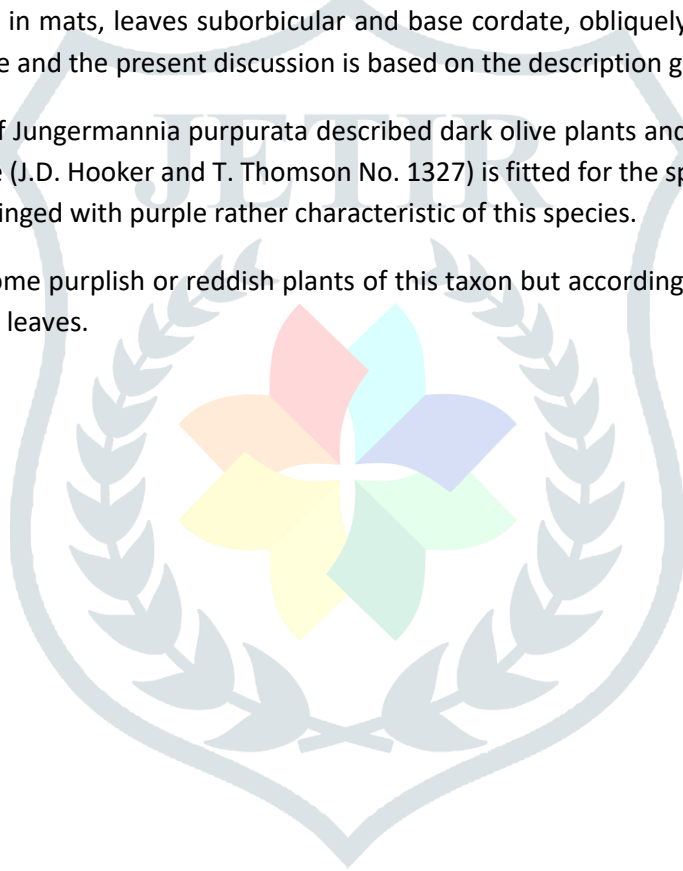 in mats, leaves suborbicular and base cordate, obliquely
e and the present discussion is based on the description g
JETIR
f Jungermannia purpurata described dark olive plants and
e (J.D. Hooker and T. Thomson No. 1327) is fitted for the sp
inged with purple rather characteristic of this species.
ome purplish or reddish plants of this taxon but according
leaves.